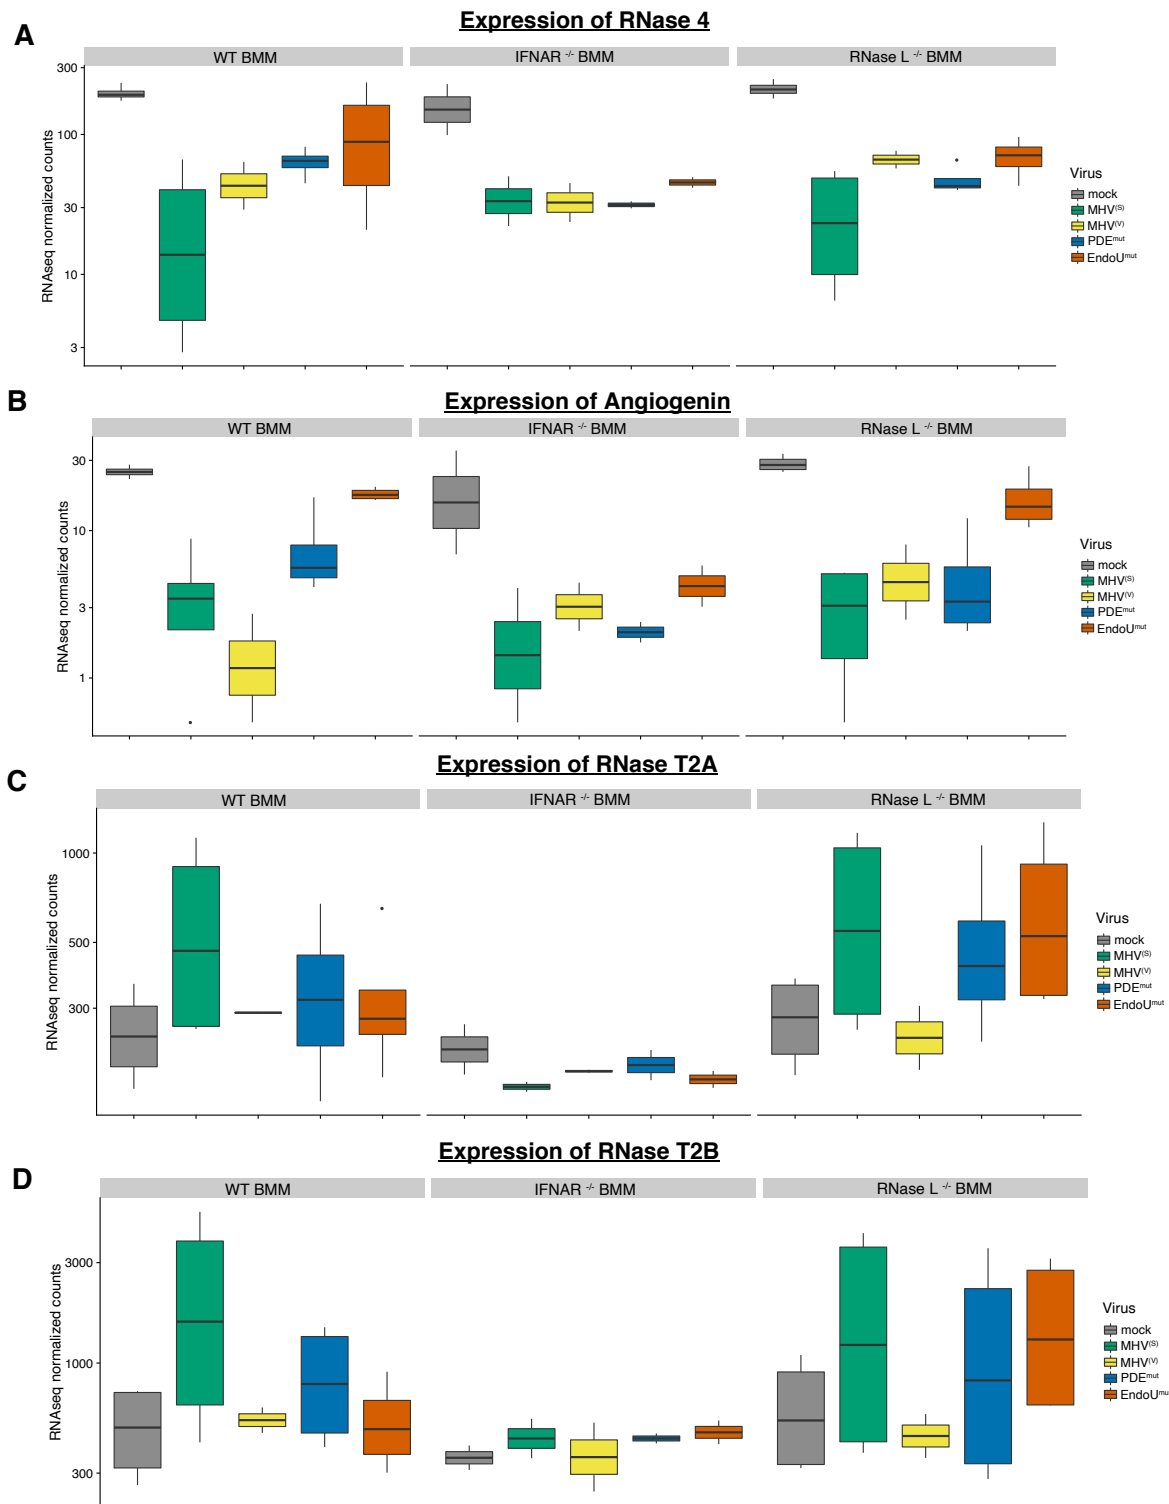 A
Expression of RNase 4
WT BMM
IFNAR -/- BMM
RNase L -/- BMM
RNAseq normalized counts
300
100
30
10
3
Virus
mock
MHV(S)
MHV(V)
PDEmut
EndoUmut
B
Expression of Angiogenin
WT BMM
IFNAR -/- BMM
RNase L -/- BMM
RNAseq normalized counts
30
10
3
1
Virus
mock
MHV(S)
MHV(V)
PDEmut
EndoUmut
C
Expression of RNase T2A
WT BMM
IFNAR -/- BMM
RNase L -/- BMM
RNAseq normalized counts
1000
500
300
Virus
mock
MHV(S)
MHV(V)
PDEmut
EndoUmut
D
Expression of RNase T2B
WT BMM
IFNAR -/- BMM
RNase L -/- BMM
RNAseq normalized counts
3000
1000
300
Virus
mock
MHV(S)
MHV(V)
PDEmut
EndoUmu